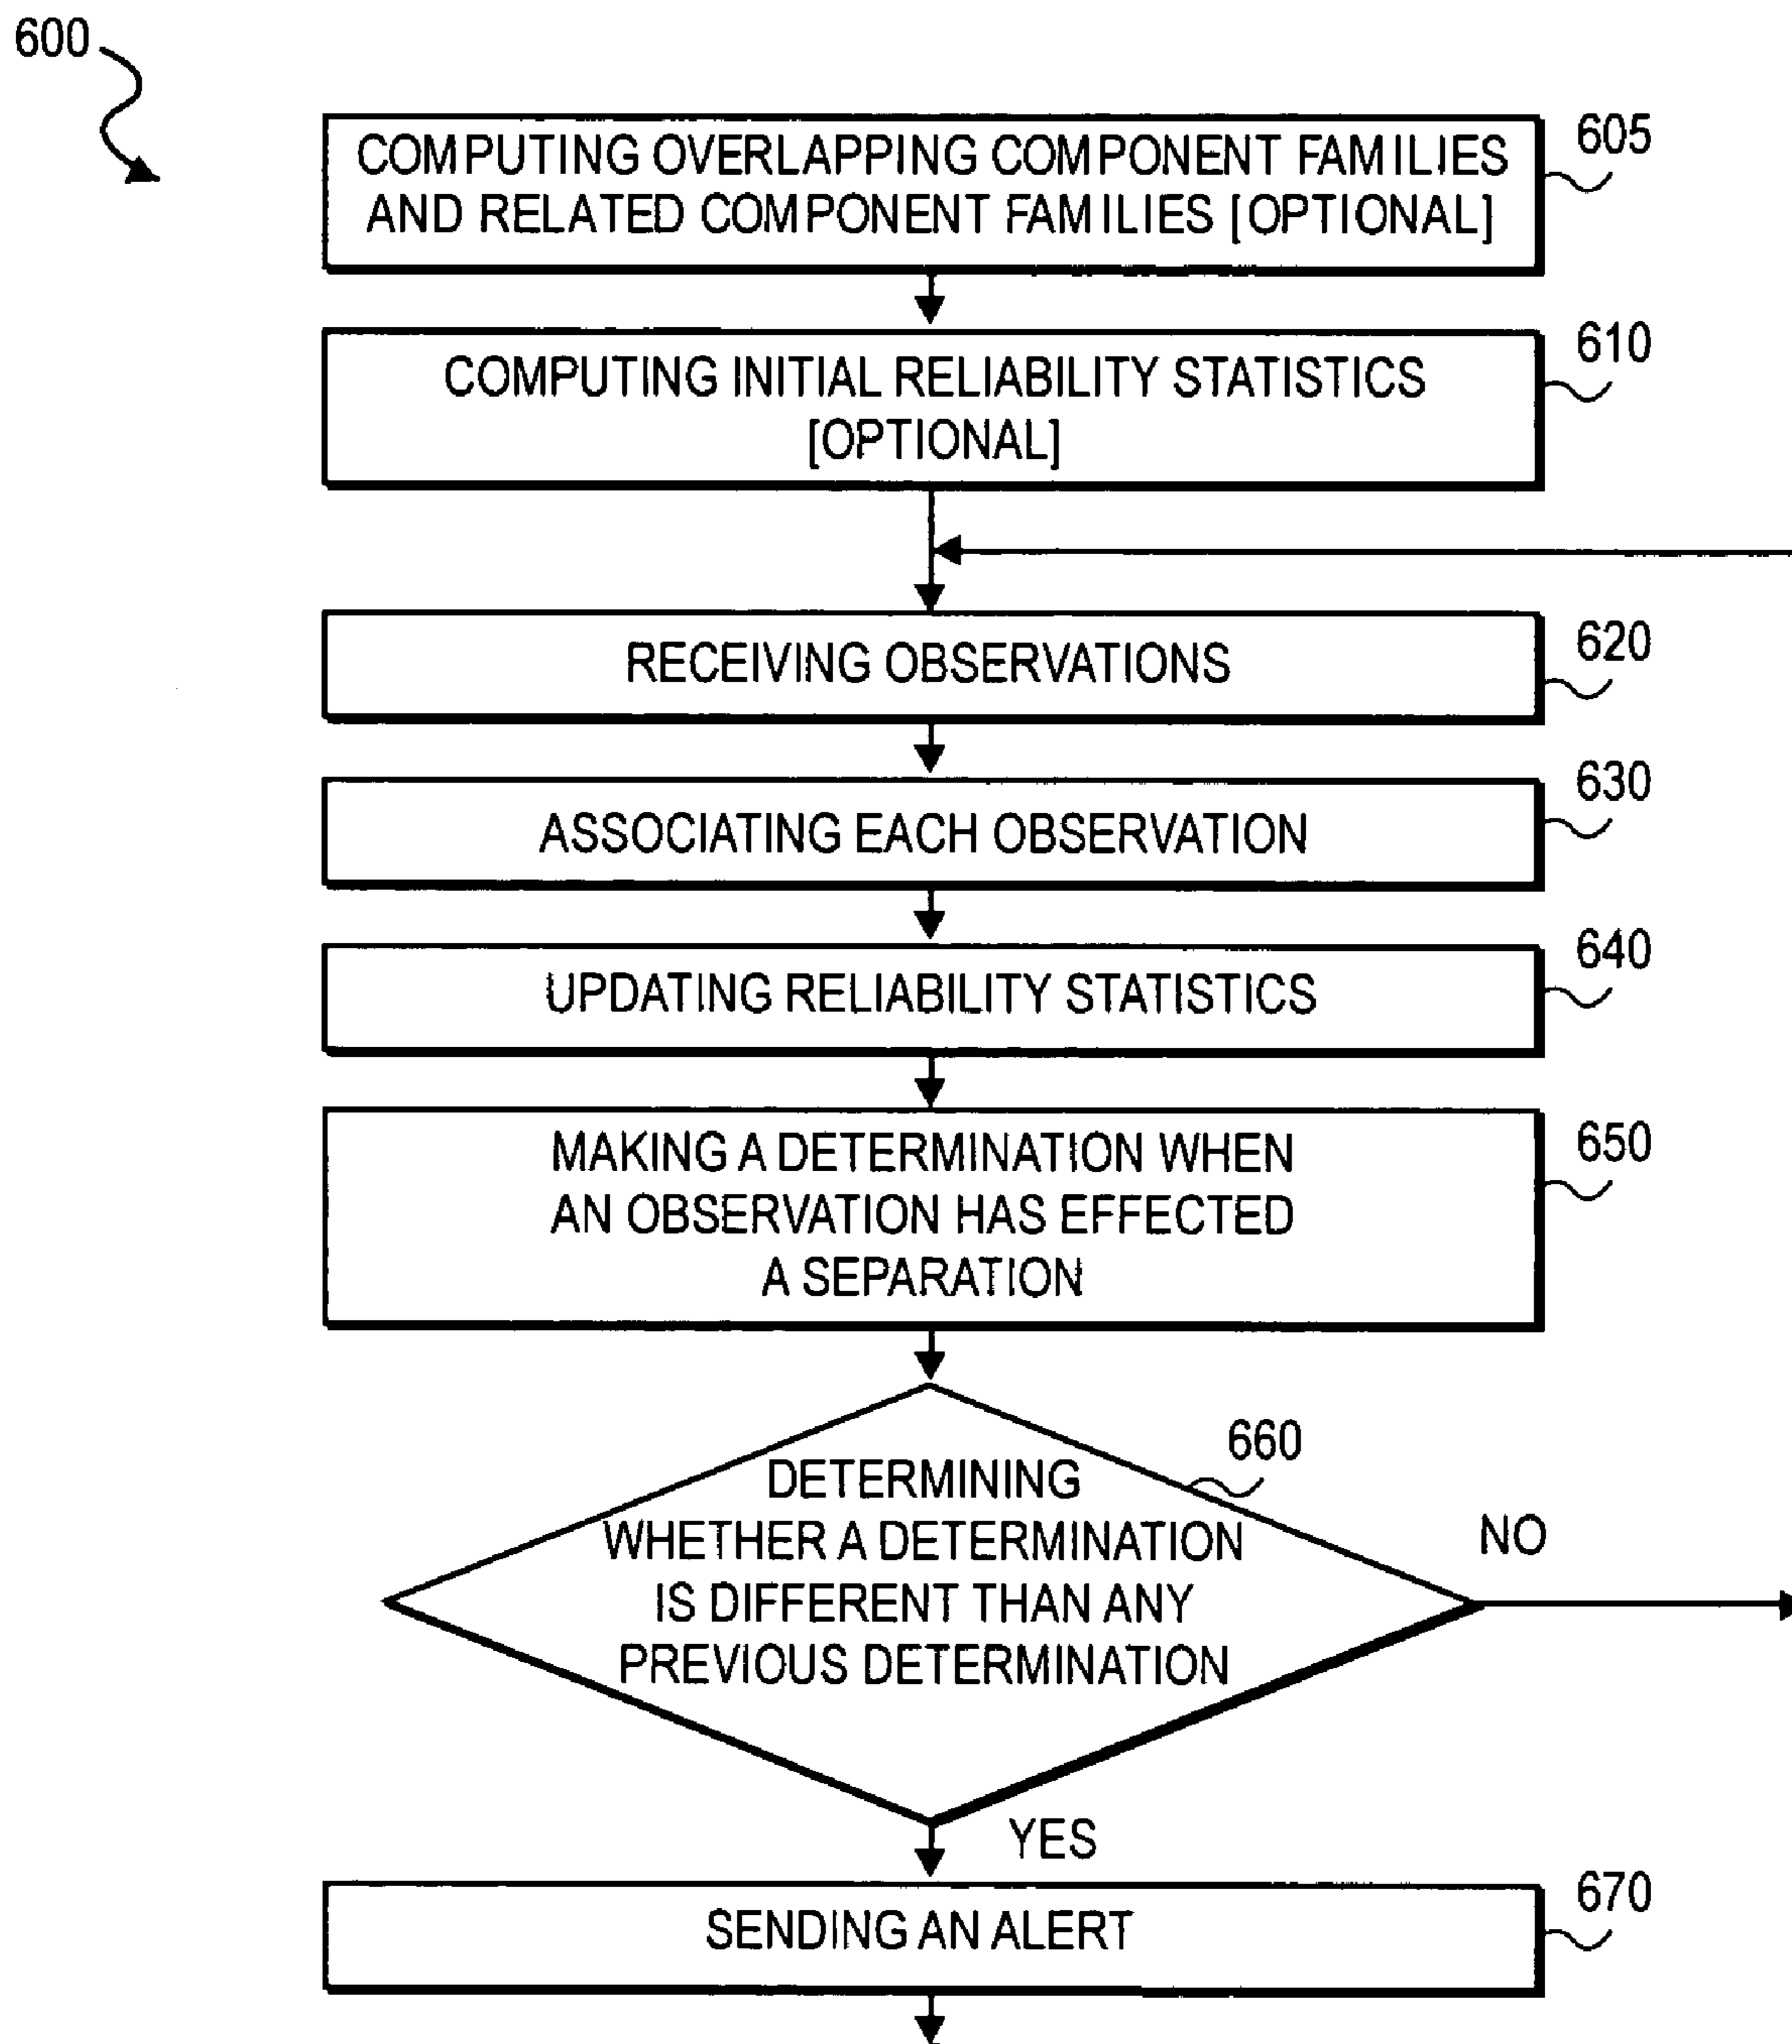 600
COMPUTING OVERLAPPING COMPONENT FAMILIES
AND RELATED COMPONENT FAMILIES [OPTIONAL]
605
COMPUTING INITIAL RELIABILITY STATISTICS
[OPTIONAL]
610
RECEIVING OBSERVATIONS
620
ASSOCIATING EACH OBSERVATION
630
UPDATING RELIABILITY STATISTICS
640
MAKING A DETERMINATION WHEN
AN OBSERVATION HAS EFFECTED
A SEPARATION
650
660
DETERMINING
WHETHER A DETERMINATION
IS DIFFERENT THAN ANY
PREVIOUS DETERMINATION
NO
YES
SENDING AN ALERT
670